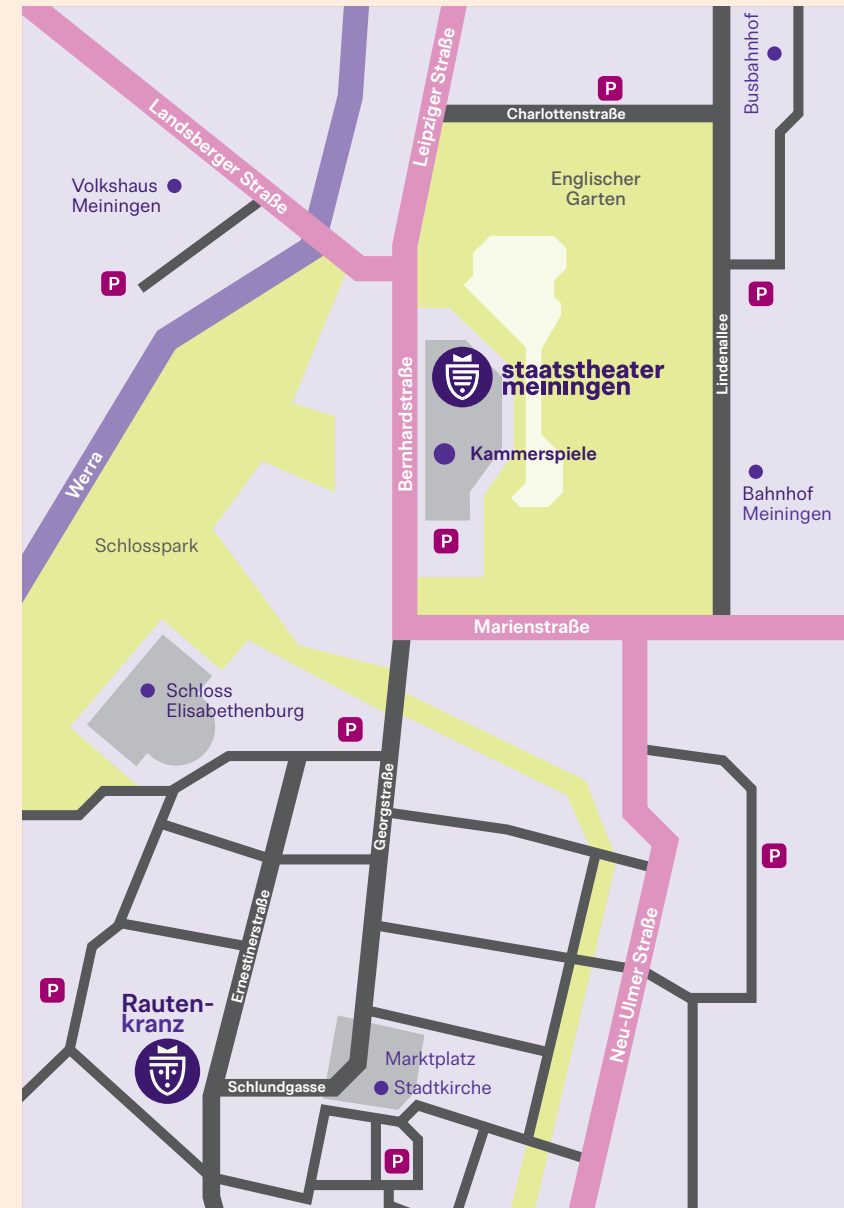 Busbahnhof
Leipziger Straße
P
Charlottenstraße
Landsberger Straße
Englischer
Garten
Volkshaus
Meiningen
P
P
Lindenallee
staatstheater
meiningen
Bernhardstraße
Kammerspiele
Werra
Bahnhof
Meiningen
P
Schlosspark
Marienstraße
Schloss
Elisabethenburg
P
Georgstraße
P
Ernestinerstraße
Neu-Ulmer Straße
P
Rauten-
kranz
Marktplatz
Schlundgasse
Stadtkirche
P